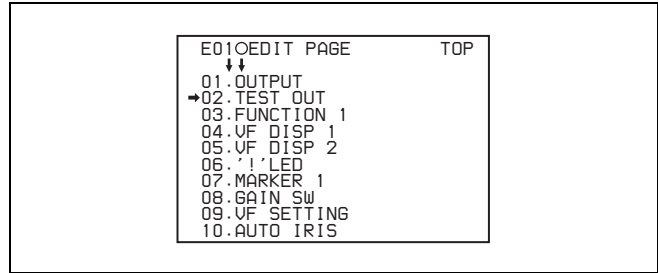 E01○EDIT PAGE TOP
⬇⬇
01.OUTPUT
➡02.TEST OUT
03.FUNCTION 1
04.VF DISP 1
05.VF DISP 2
06.'!'LED
07.MARKER 1
08.GAIN SW
09.VF SETTING
10.AUTO IRIS